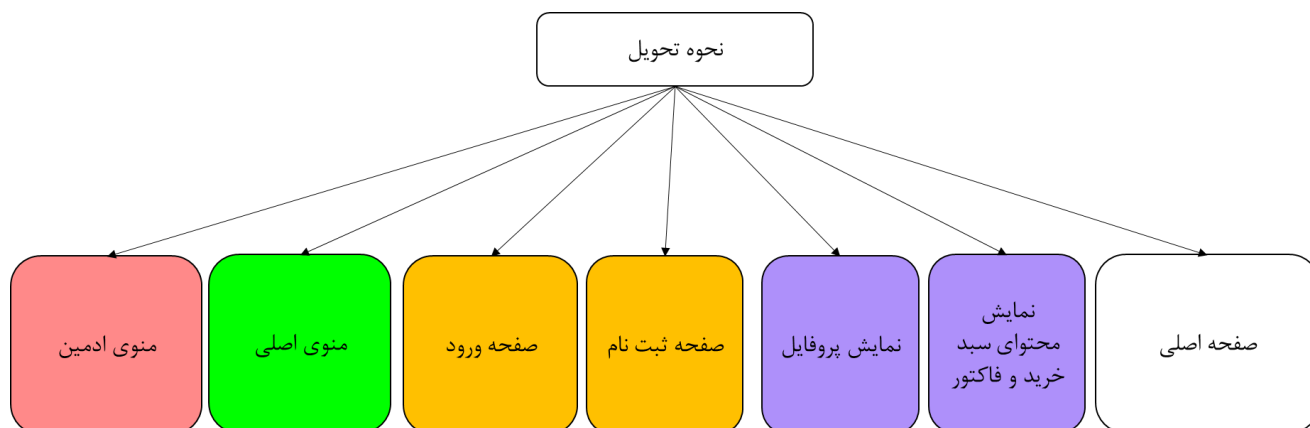 نحوه تحویل
صفحه اصلی
نمایش
محتوای سبد
خرید و فاکتور
نمایش پروفایل
صفحه ثبت نام
صفحه ورود
منوی اصلی
منوی ادمین